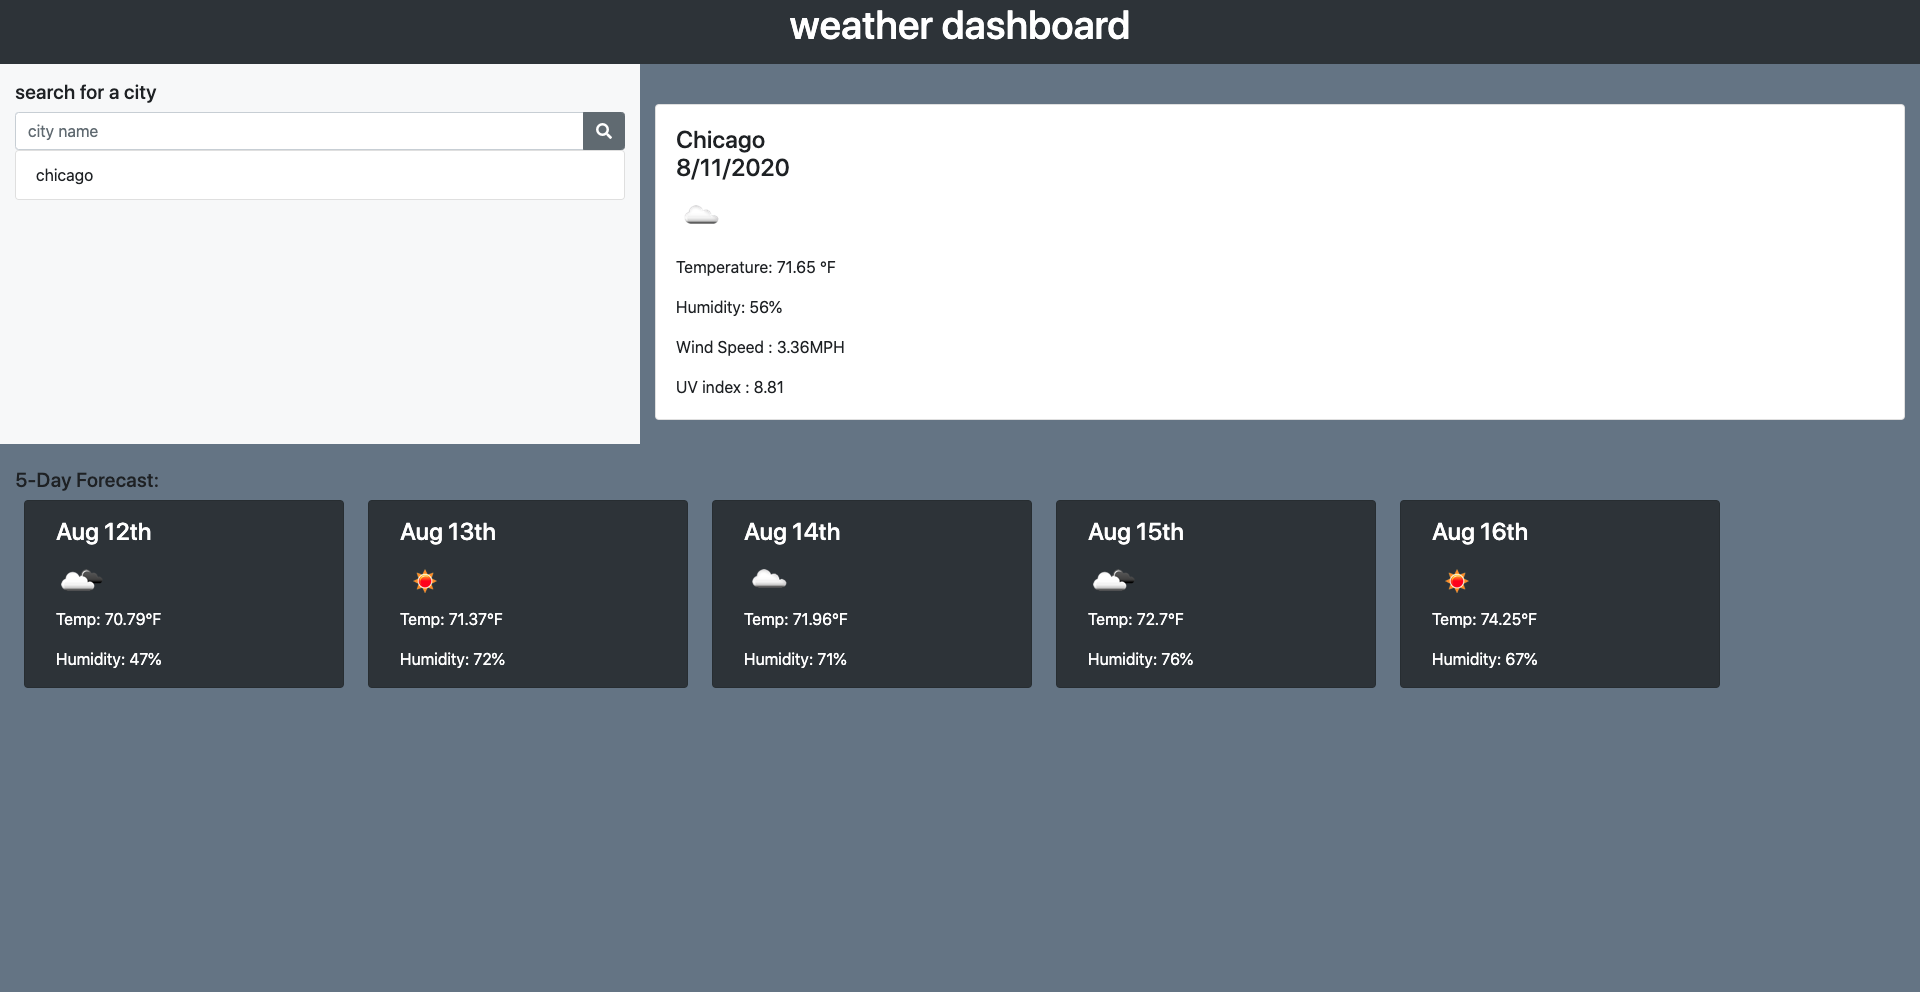 weather dashboard
search for a city
city name
chicago
Chicago
8/11/2020
Temperature: 71.65 °F
Humidity: 56%
Wind Speed : 3.36MPH
UV index : 8.81
5-Day Forecast:
Aug 12th
Temp: 70.79°F
Humidity: 47%
Aug 13th
Temp: 71.37°F
Humidity: 72%
Aug 14th
Temp: 71.96°F
Humidity: 71%
Aug 15th
Temp: 72.7°F
Humidity: 76%
Aug 16th
Temp: 74.25°F
Humidity: 67%